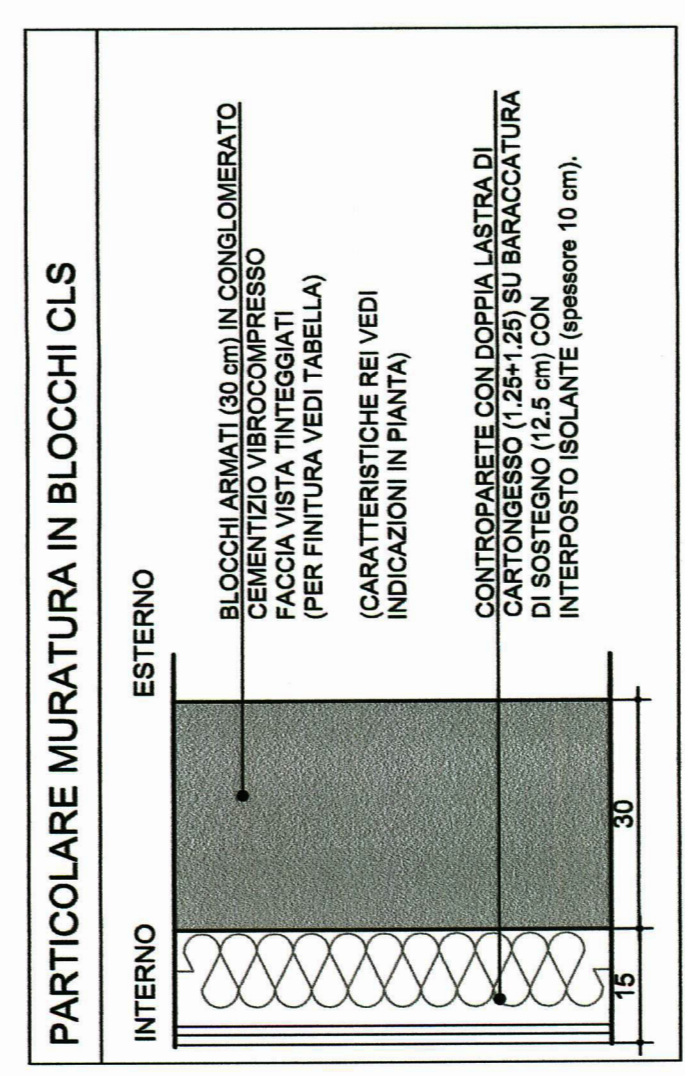 PARTICOLARE MURATURA IN BLOCCHI CLS
INTERNO
ESTERNO
BLOCCHI ARMATI (30 cm) IN CONGLOMERATO
CEMENTIZIO VIBROCOMPRESSO
FACCIA VISTA TINTEGGIATI
(PER FINITURA VEDI TABELLA)
(CARATTERISTICHE REI VEDI
INDICAZIONI IN PIANTA)
CONTROPARETE CON DOPPIA LASTRA DI
CARTONGESSO (1.25+1.25) SU BARACCATURA
DI SOSTEGNO (12.5 cm) CON
INTERPOSTO ISOLANTE (spessore 10 cm).
15
30